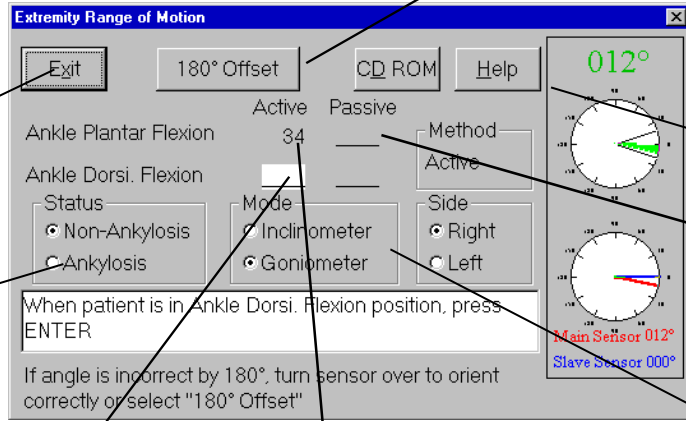 Extremity Range of Motion
Exit 180° Offset CD ROM Help
012°
Active Passive
Ankle Plantar Flexion 34
Method
Active
Ankle Dorsi. Flexion
Status Mode Side
Non-Ankylosis Inclinometer Right
Ankylosis Goniometer Left
When patient is in Ankle Dorsi. Flexion position, press
ENTER
Main Sensor 012°
Slave Sensor 000°
If angle is incorrect by 180°, turn sensor over to orient
correctly or select "180° Offset"